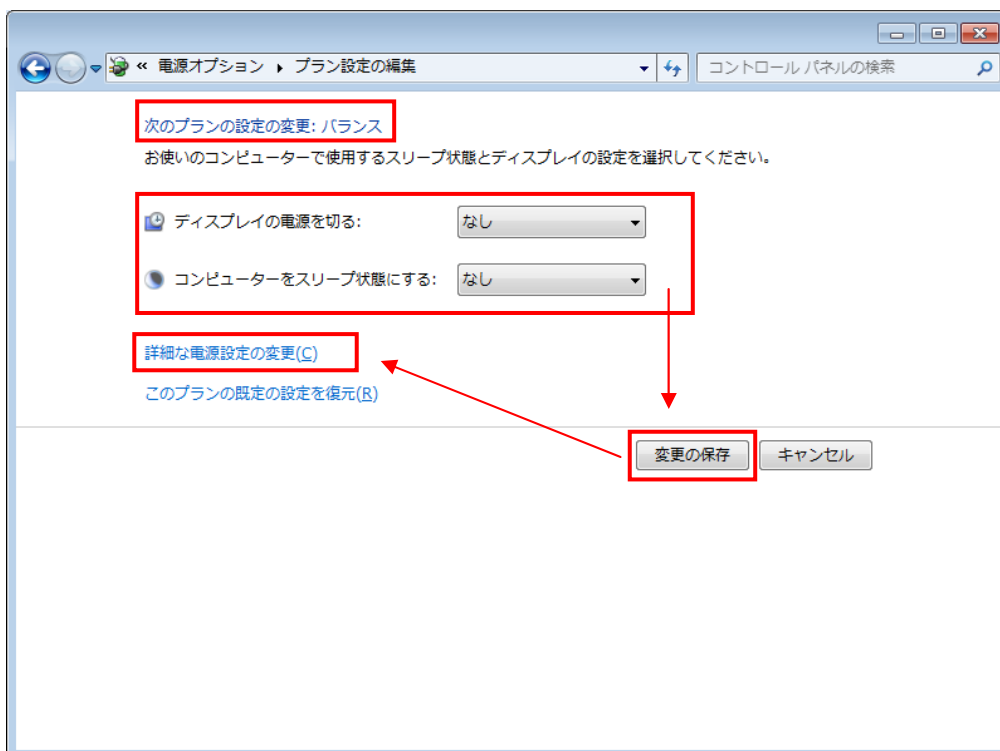 « 電源オプション ▸ プラン設定の編集
コントロール パネルの検索
次のプランの設定の変更: バランス
お使いのコンピューターで使用するスリープ状態とディスプレイの設定を選択してください。
ディスプレイの電源を切る: なし
コンピューターをスリープ状態にする: なし
詳細な電源設定の変更(C)
このプランの既定の設定を復元(R)
変更の保存 キャンセル